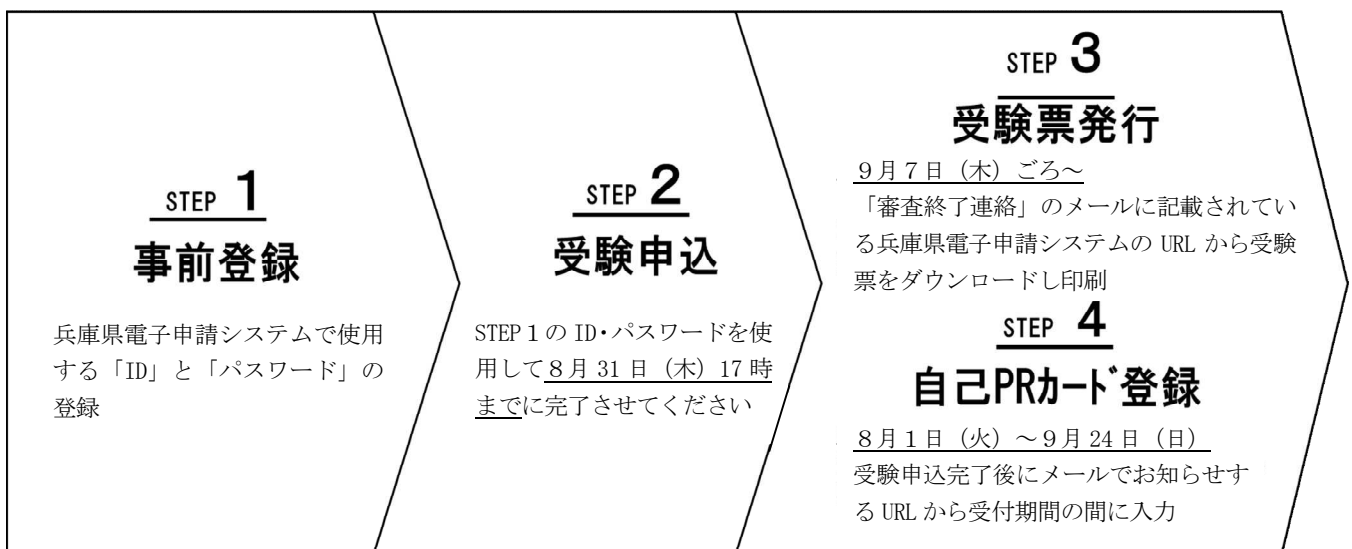 STEP 1
事前登録
兵庫県電子申請システムで使用
する「ID」と「パスワード」の
登録
STEP 2
受験申込
STEP１の ID・パスワードを使
用して８月 31 日（木）17 時
までに完了させてください
STEP 3
受験票発行
９月７日（木）ごろ～
「審査終了連絡」のメールに記載されてい
る兵庫県電子申請システムの URL から受験
票をダウンロードし印刷
STEP 4
自己PRカード登録
８月１日（火）～９月 24 日（日）
受験申込完了後にメールでお知らせす
る URL から受付期間の間に入力